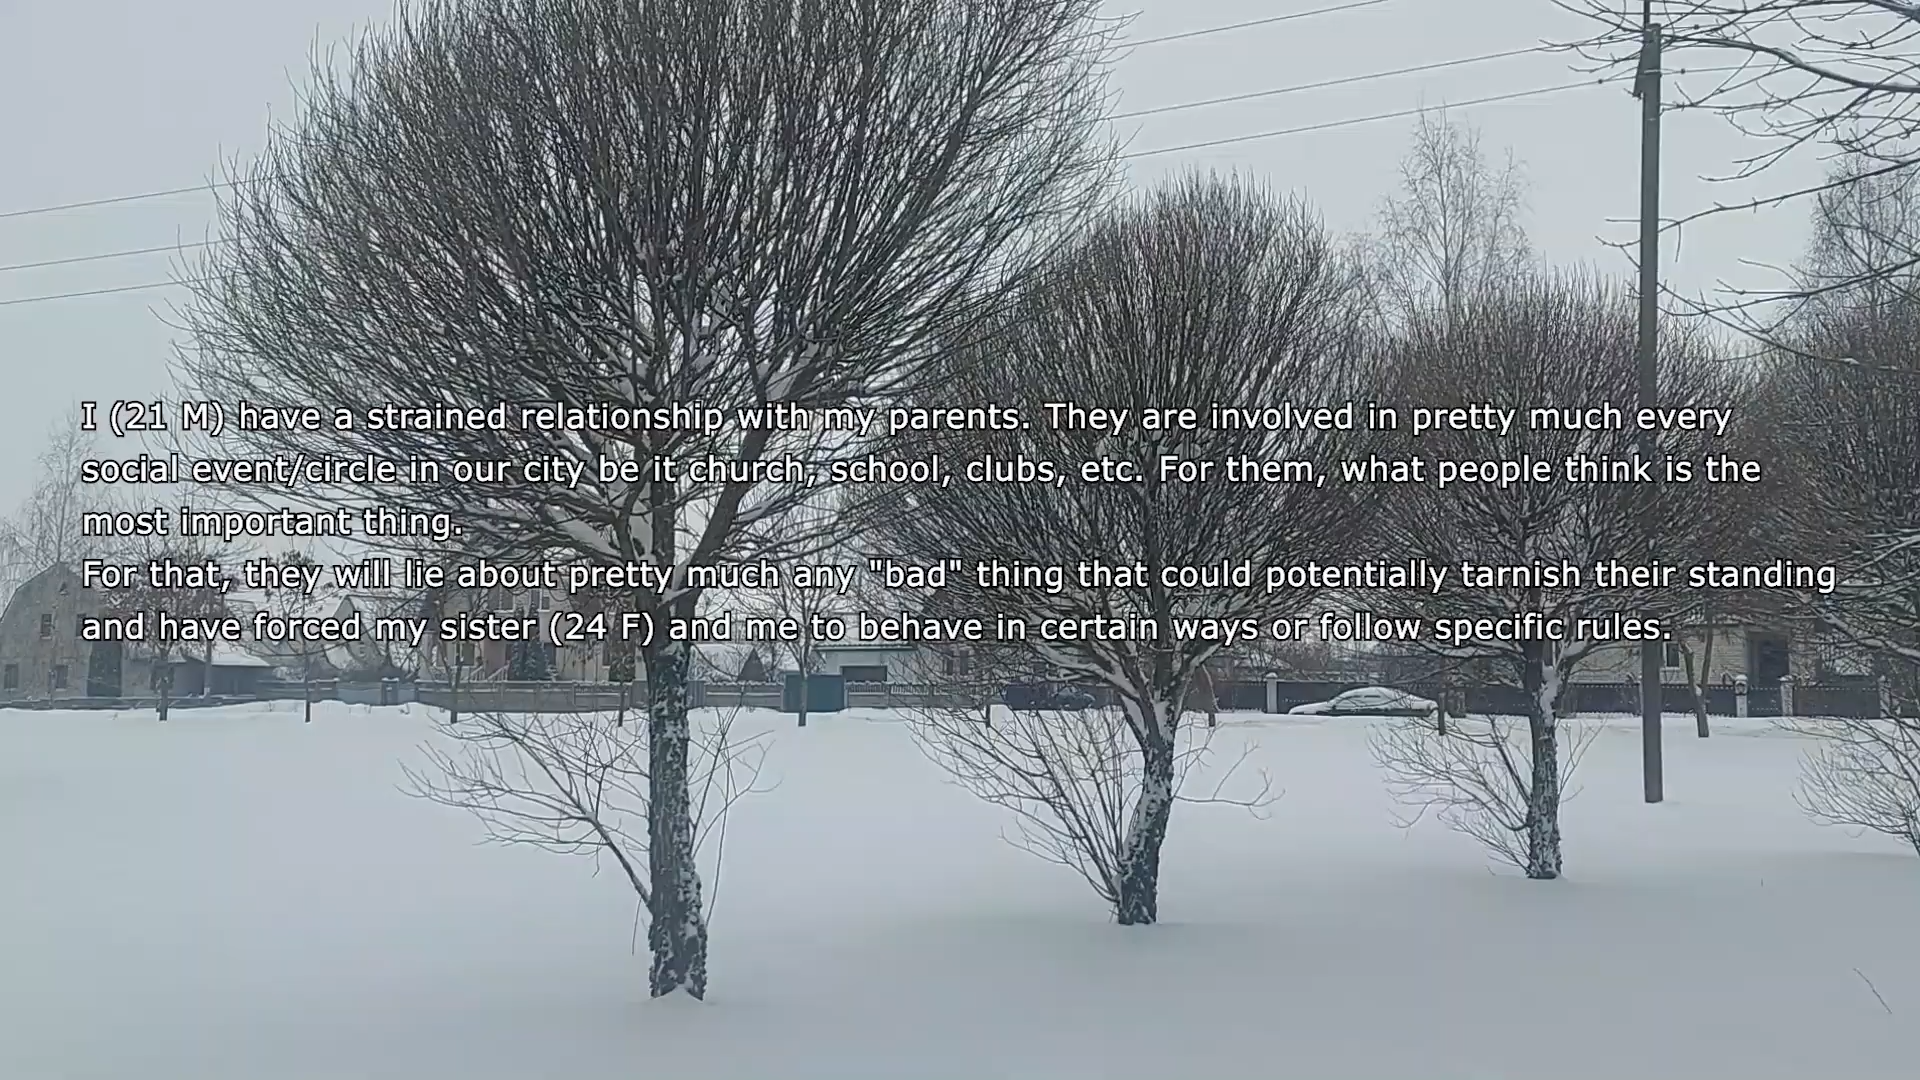 I (21 M) have a strained relationship with my parents. They are involved in pretty much every
social event/circle in our city be it church, school, clubs, etc. For them, what people think is the
most important thing.
For that, they will lie about pretty much any "bad" thing that could potentially tarnish their standing
and have forced my sister (24 F) and me to behave in certain ways or follow specific rules.